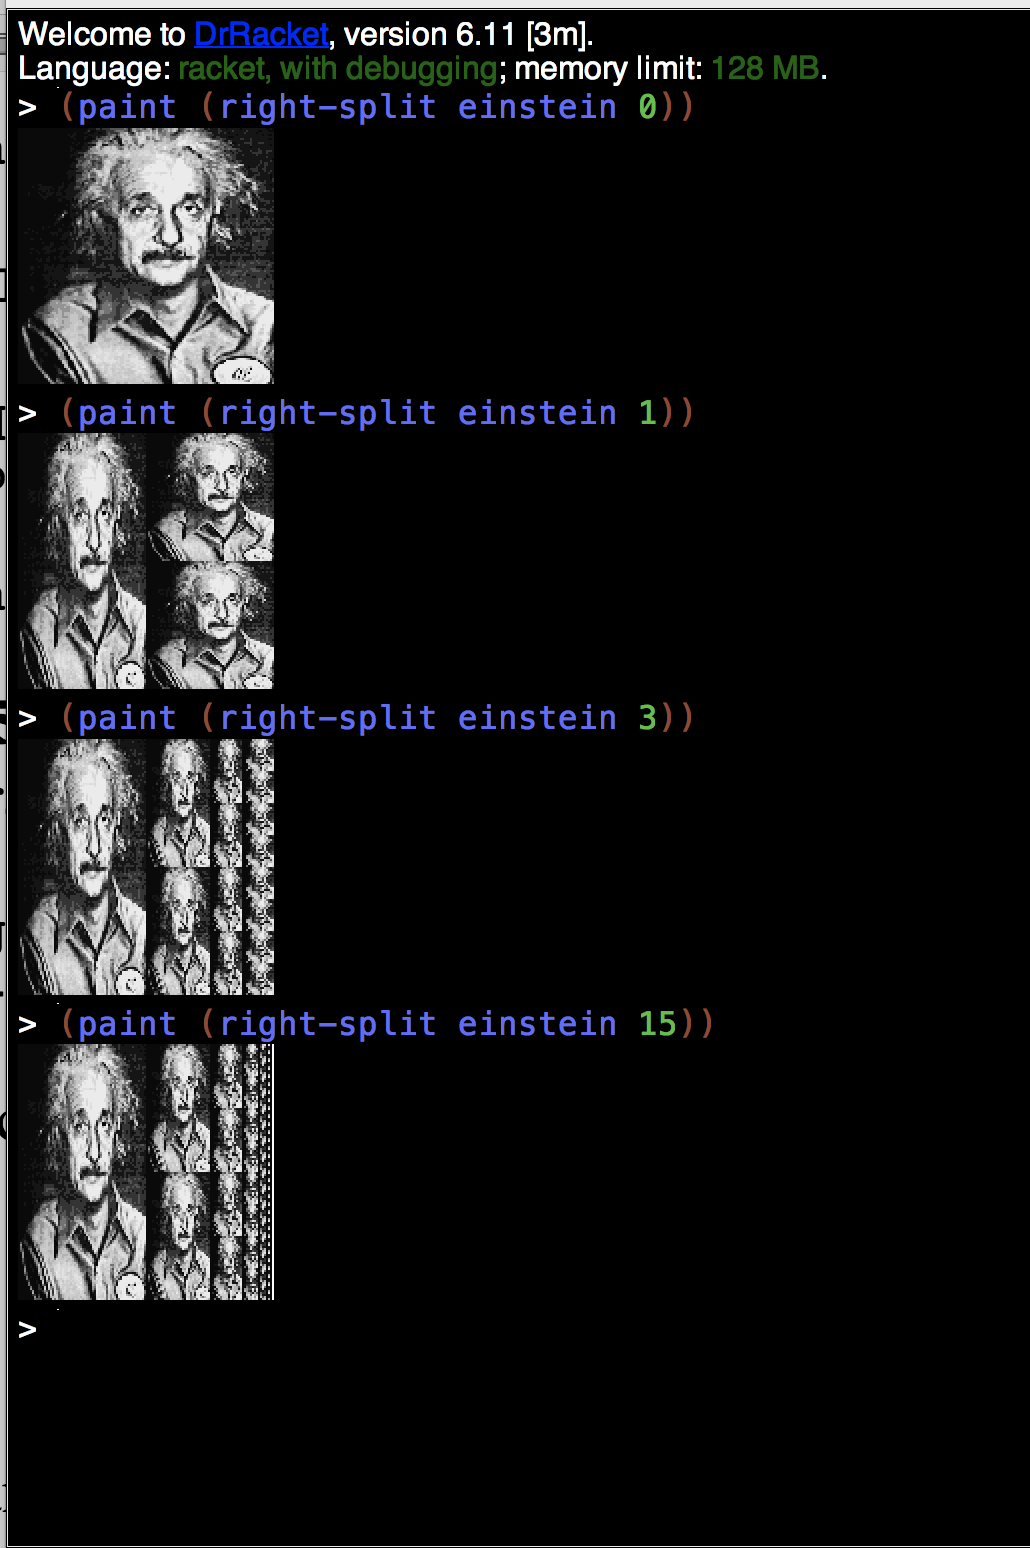 Welcome to DrRacket, version 6.11 [3m].
Language: racket, with debugging; memory limit: 128 MB.
> (paint (right-split einstein 0))
> (paint (right-split einstein 1))
> (paint (right-split einstein 3))
> (paint (right-split einstein 15))
>